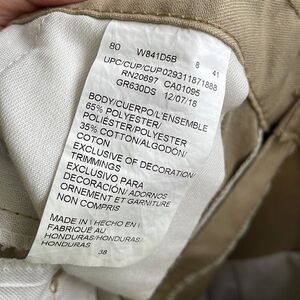 80 W841D5B 8 41
UPC/CUP/CUP029311871888
RN20697 CA01095
GR630DS 12/07/18
BODY/CUERPO/L'ENSEMBLE
65% POLYESTER/
POLIÉSTER/POLYESTER
35% COTTON/ALGODÓN/
COTON
EXCLUSIVE OF DECORATION/
TRIMMINGS
EXCLUSIVO PARA
DECORACIÓN/ ADORNOS
ORNEMENT ET GARNITURE
NON COMPRIS
MADE IN \ HECHO EN \
FABRIQUÉ AU
HONDURAS/HONDURAS/
HONDURAS
38